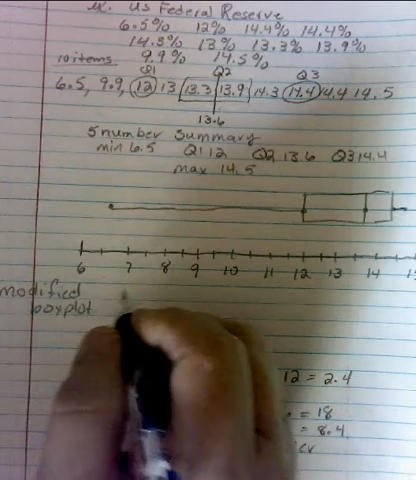 US Federal Reserve
6.5% 12% 14.4% 14.4%
14.3% 13% 13.3% 13.9%
9.9% 14.5%
10 items Q1 Q2 Q3
6.5, 9.9, 12 13 13.3 13.9 14.3 14.4 14.4 14.5
13.6
5 number summary
min 6.5 Q1 12 Q2 13.6 Q3 14.4
max 14.5
6 7 8 9 10 11 12 13 14 15
modified
boxplot
12 = 2.4
= 18
= 8.4